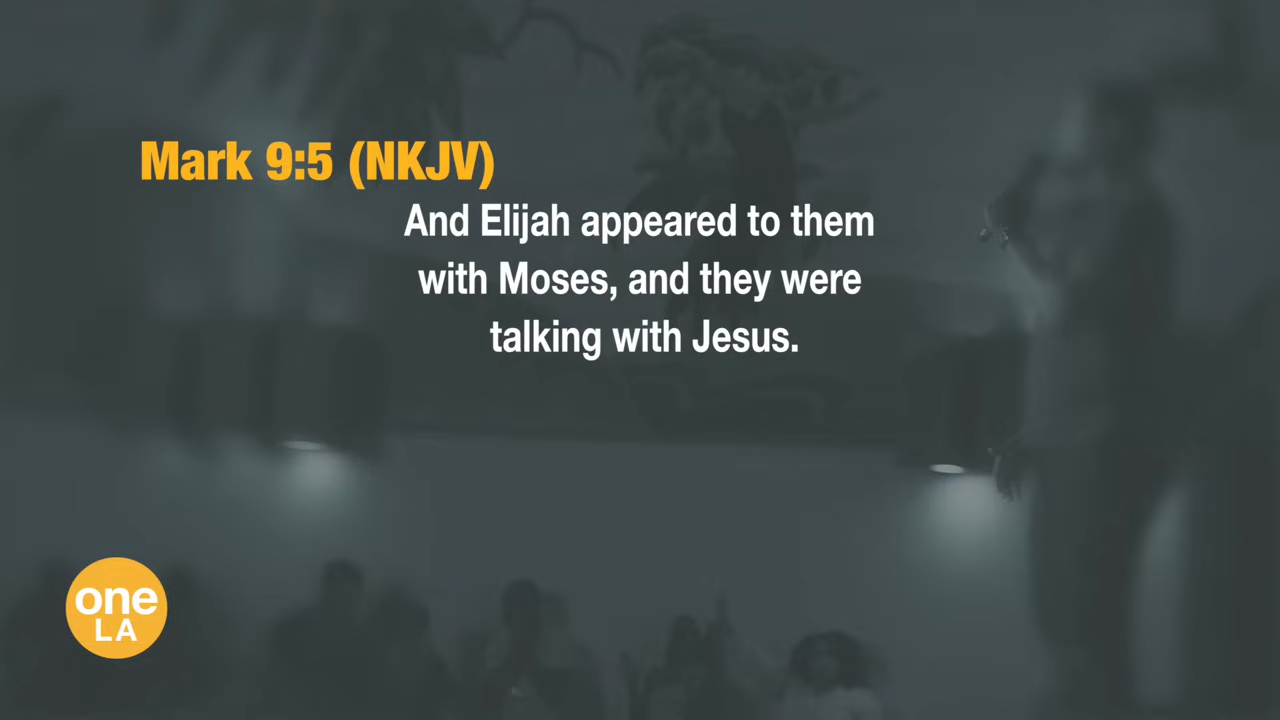 Mark 9:5 (NKJV)
And Elijah appeared to them
with Moses, and they were
talking with Jesus.
one
LA